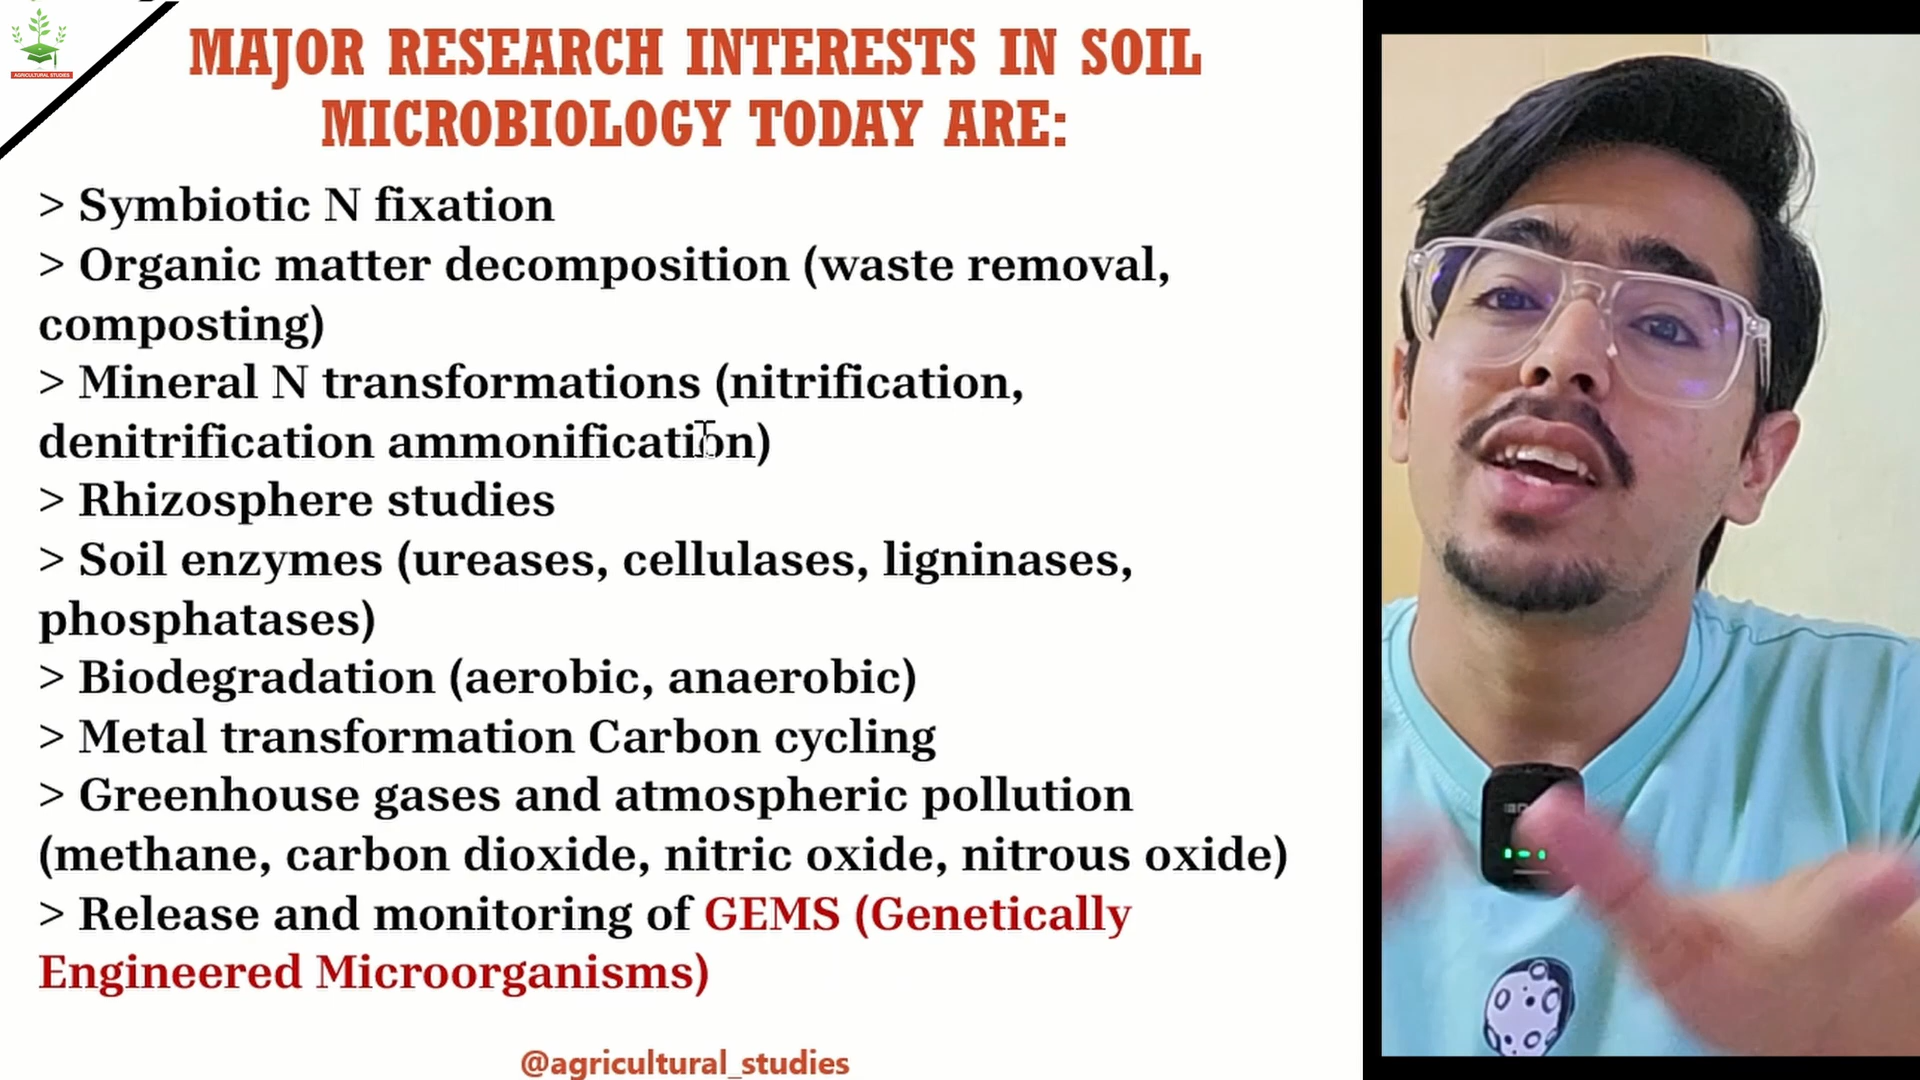 AGRICULTURAL STUDIES
MAJOR RESEARCH INTERESTS IN SOIL
MICROBIOLOGY TODAY ARE:
> Symbiotic N fixation
> Organic matter decomposition (waste removal,
composting)
> Mineral N transformations (nitrification,
denitrification ammonification)
> Rhizosphere studies
> Soil enzymes (ureases, cellulases, ligninases,
phosphatases)
> Biodegradation (aerobic, anaerobic)
> Metal transformation Carbon cycling
> Greenhouse gases and atmospheric pollution
(methane, carbon dioxide, nitric oxide, nitrous oxide)
> Release and monitoring of GEMS (Genetically
Engineered Microorganisms)
@agricultural_studies